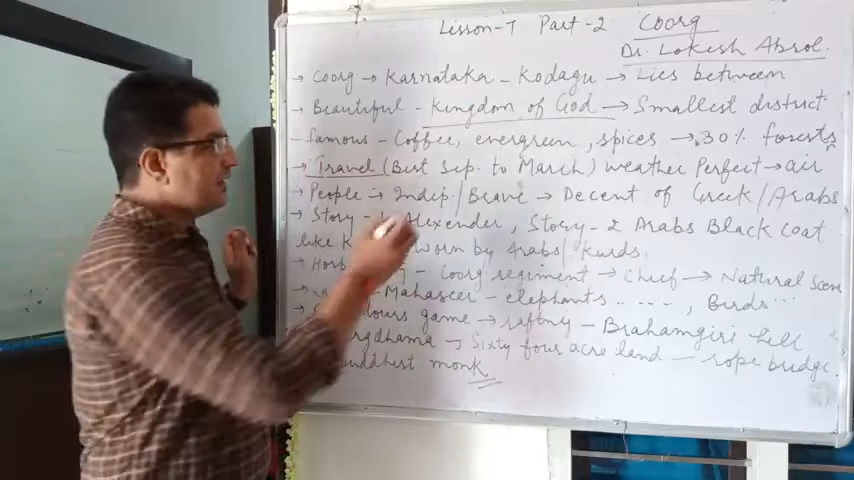 Lisson-7 Part-2 Coorg
Dr. Lokesh Abrol.
→ Coorg → Karnataka - Kodagu → Lies between
→ Beautiful - Kingdom of God → Smallest district
- famous - Coffee, evergreen, spices → 30% forests
→ Travel (Best Sep. to March) weather Perfect → air
→ People → Indip/Brave → Decent of Greek/Arabs
→ Story - Alexender, Story-2 Arabs Black coat
like worn by Arabs/Kurds
- Coorg regiment → Chief → Natural
Mahaseer - elephants ....., Birds...
game → rafting - Brahamgiri hill
→ Sixty four acre land - rope bridge
monk